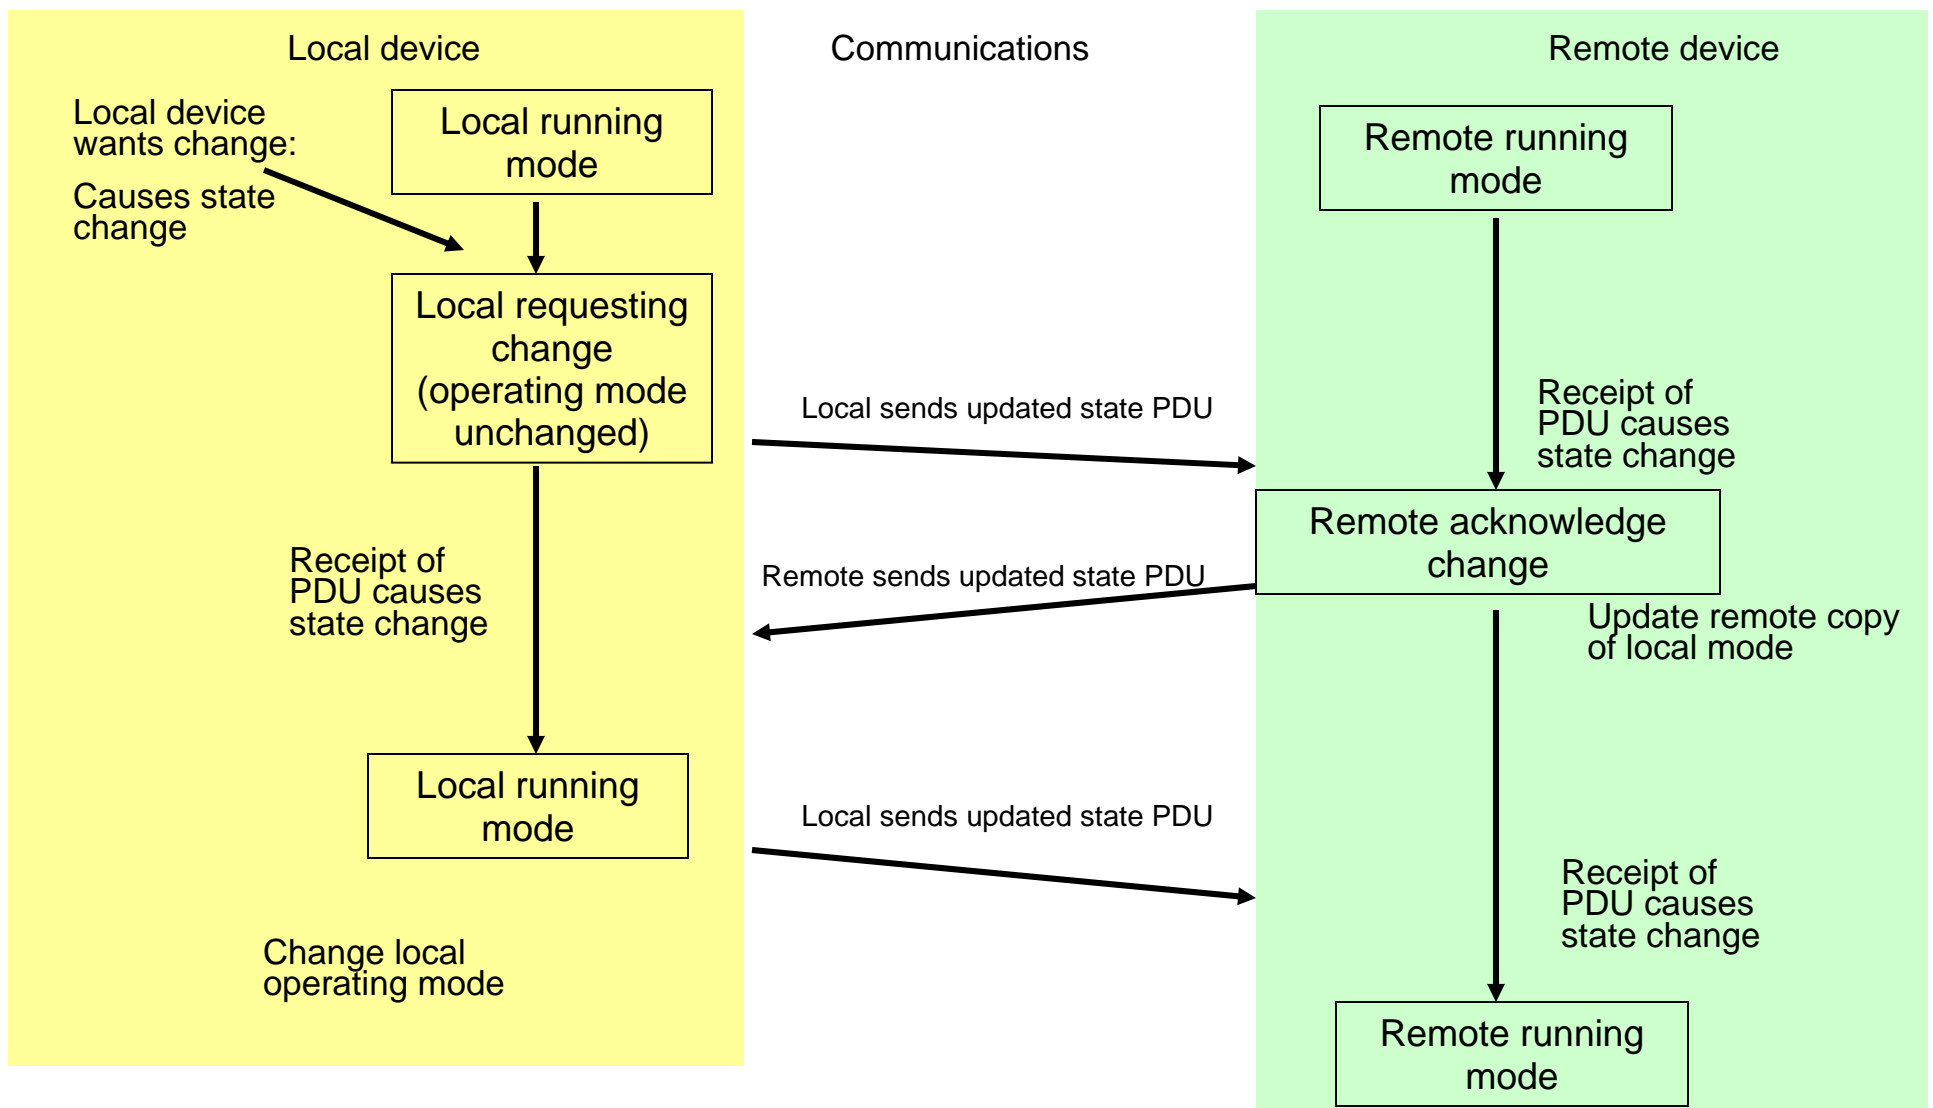 Local device
Communications
Remote device
Local device
wants change:
Causes state
change
Local running
mode
Remote running
mode
Local requesting
change
(operating mode
unchanged)
Local sends updated state PDU
Receipt of
PDU causes
state change
Remote acknowledge
change
Receipt of
PDU causes
state change
Remote sends updated state PDU
Update remote copy
of local mode
Local running
mode
Local sends updated state PDU
Receipt of
PDU causes
state change
Change local
operating mode
Remote running
mode